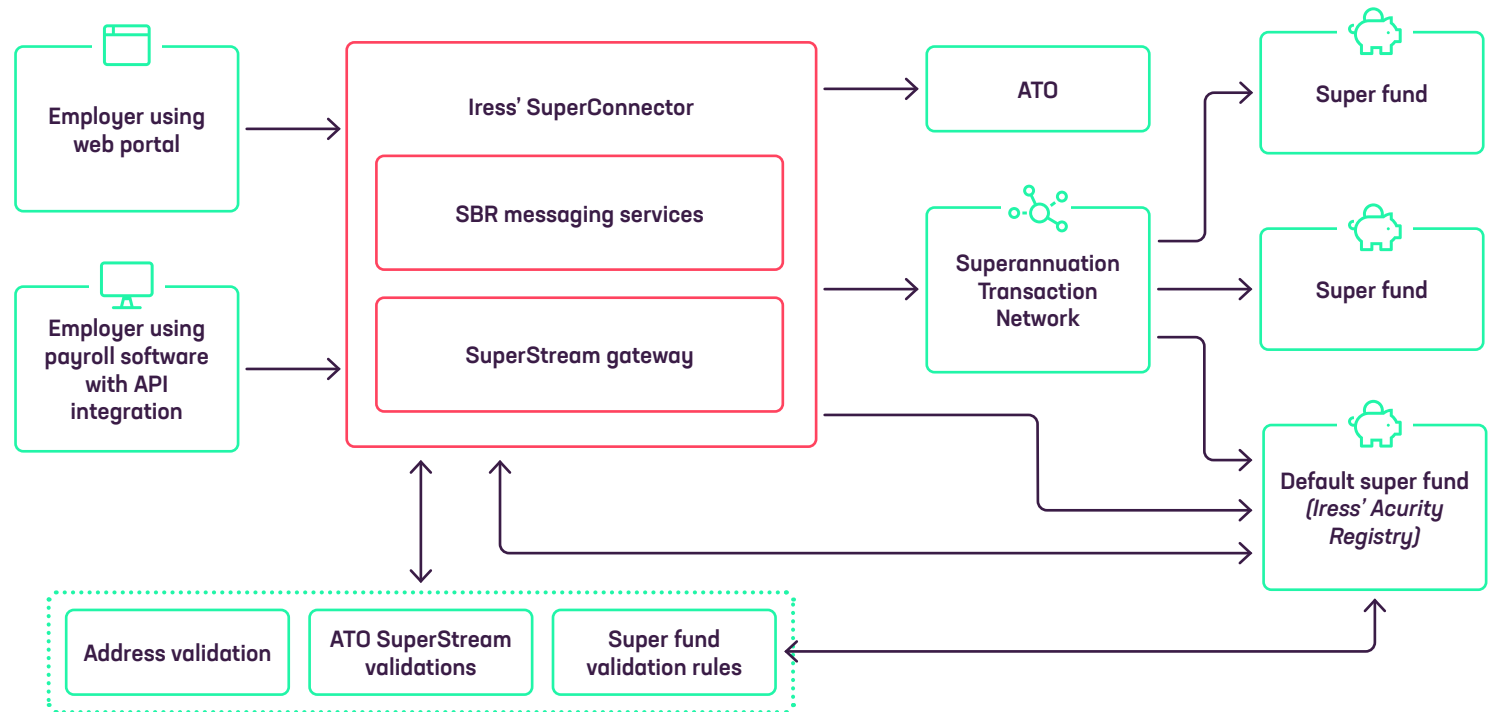 Employer using
web portal
Employer using
payroll software
with API
integration
Iress’ SuperConnector
SBR messaging services
SuperStream gateway
ATO
Superannuation
Transaction
Network
Super fund
Super fund
Default super fund
(Iress’ Acurity
Registry)
Address validation
ATO SuperStream
validations
Super fund
validation rules